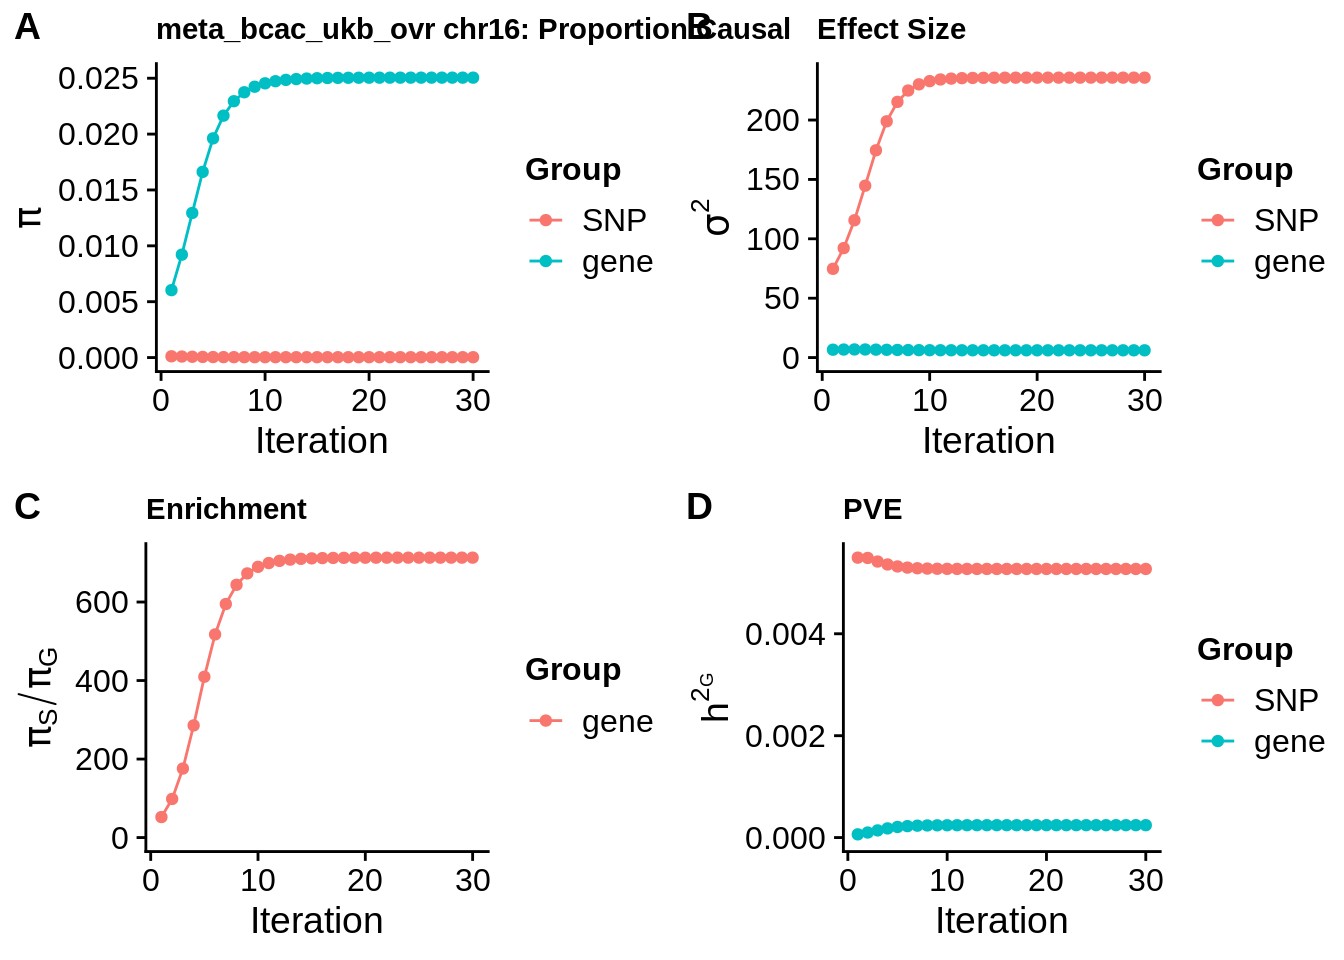 A
meta_bcac_ukb_ovr chr16: Proportion Causal
π
0.025
0.020
0.015
0.010
0.005
0.000
0 10 20 30
Iteration
Group
SNP
gene
B
Effect Size
σ2
200
150
100
50
0
0 10 20 30
Iteration
Group
SNP
gene
C
Enrichment
πS/πG
600
400
200
0
0 10 20 30
Iteration
Group
gene
D
PVE
h2G
0.004
0.002
0.000
0 10 20 30
Iteration
Group
SNP
gene